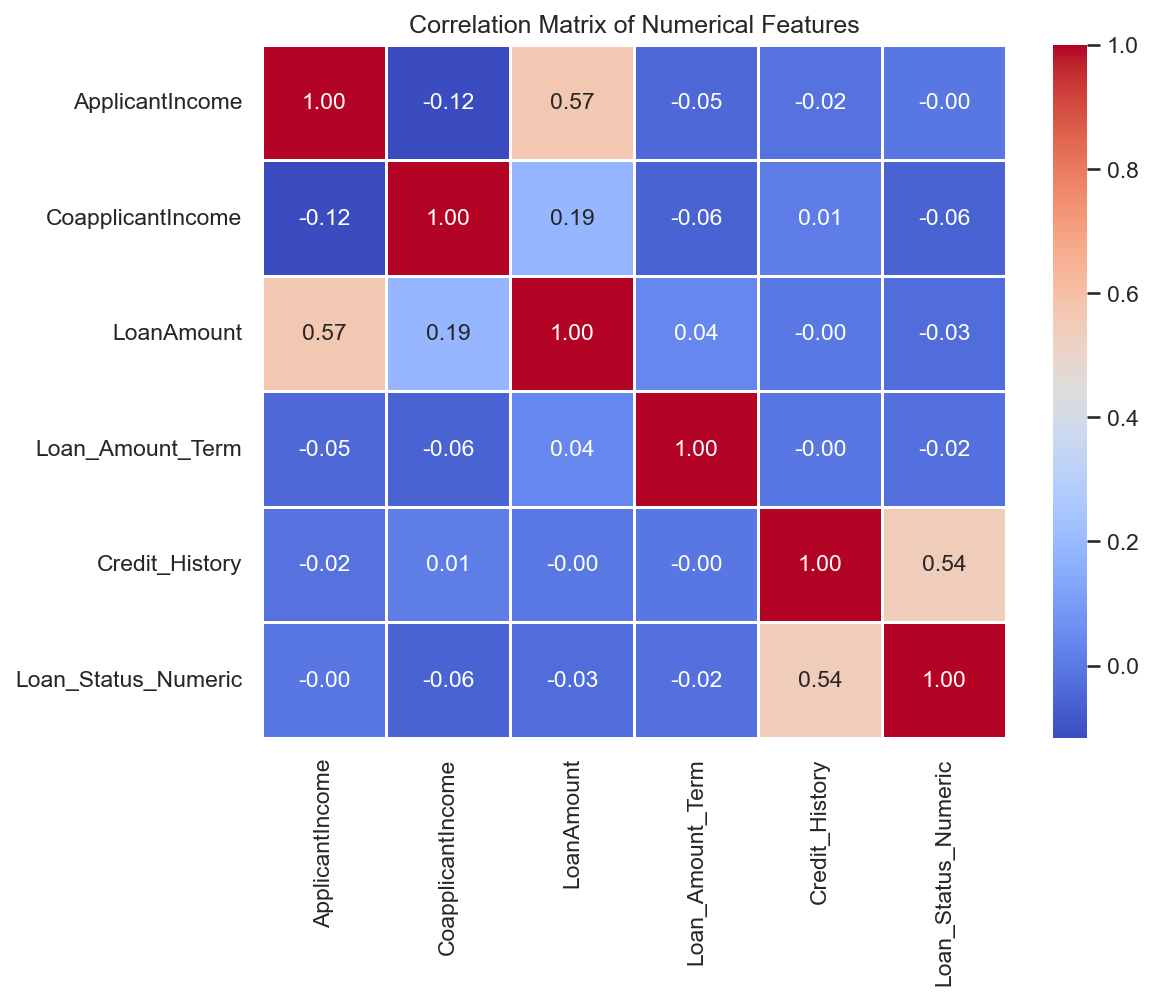 Correlation Matrix of Numerical Features
ApplicantIncome 1.00 -0.12 0.57 -0.05 -0.02 -0.00
CoapplicantIncome -0.12 1.00 0.19 -0.06 0.01 -0.06
LoanAmount 0.57 0.19 1.00 0.04 -0.00 -0.03
Loan_Amount_Term -0.05 -0.06 0.04 1.00 -0.00 -0.02
Credit_History -0.02 0.01 -0.00 -0.00 1.00 0.54
Loan_Status_Numeric -0.00 -0.06 -0.03 -0.02 0.54 1.00
ApplicantIncome
CoapplicantIncome
LoanAmount
Loan_Amount_Term
Credit_History
Loan_Status_Numeric
1.0
0.8
0.6
0.4
0.2
0.0